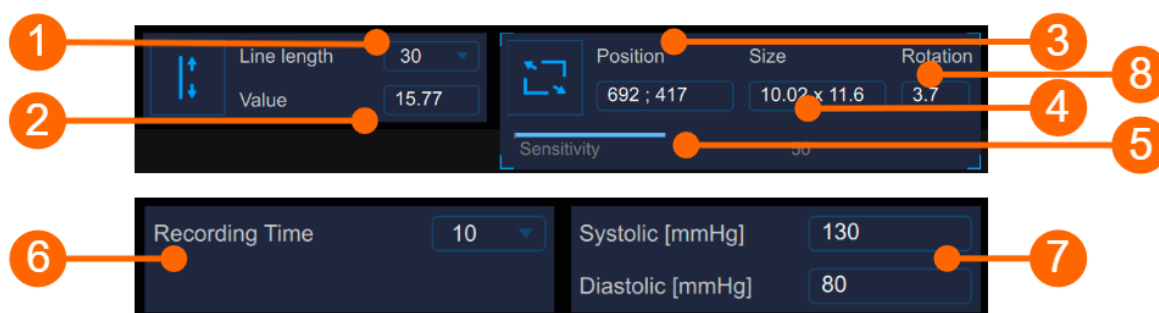 1
Line length
30
2
Value
15.77
Position
Size
Rotation
3
692 ; 417
10.02 x 11.6
3.7
8
4
Sensitivity
50
5
6
Recording Time
10
Systolic [mmHg]
130
7
Diastolic [mmHg]
80